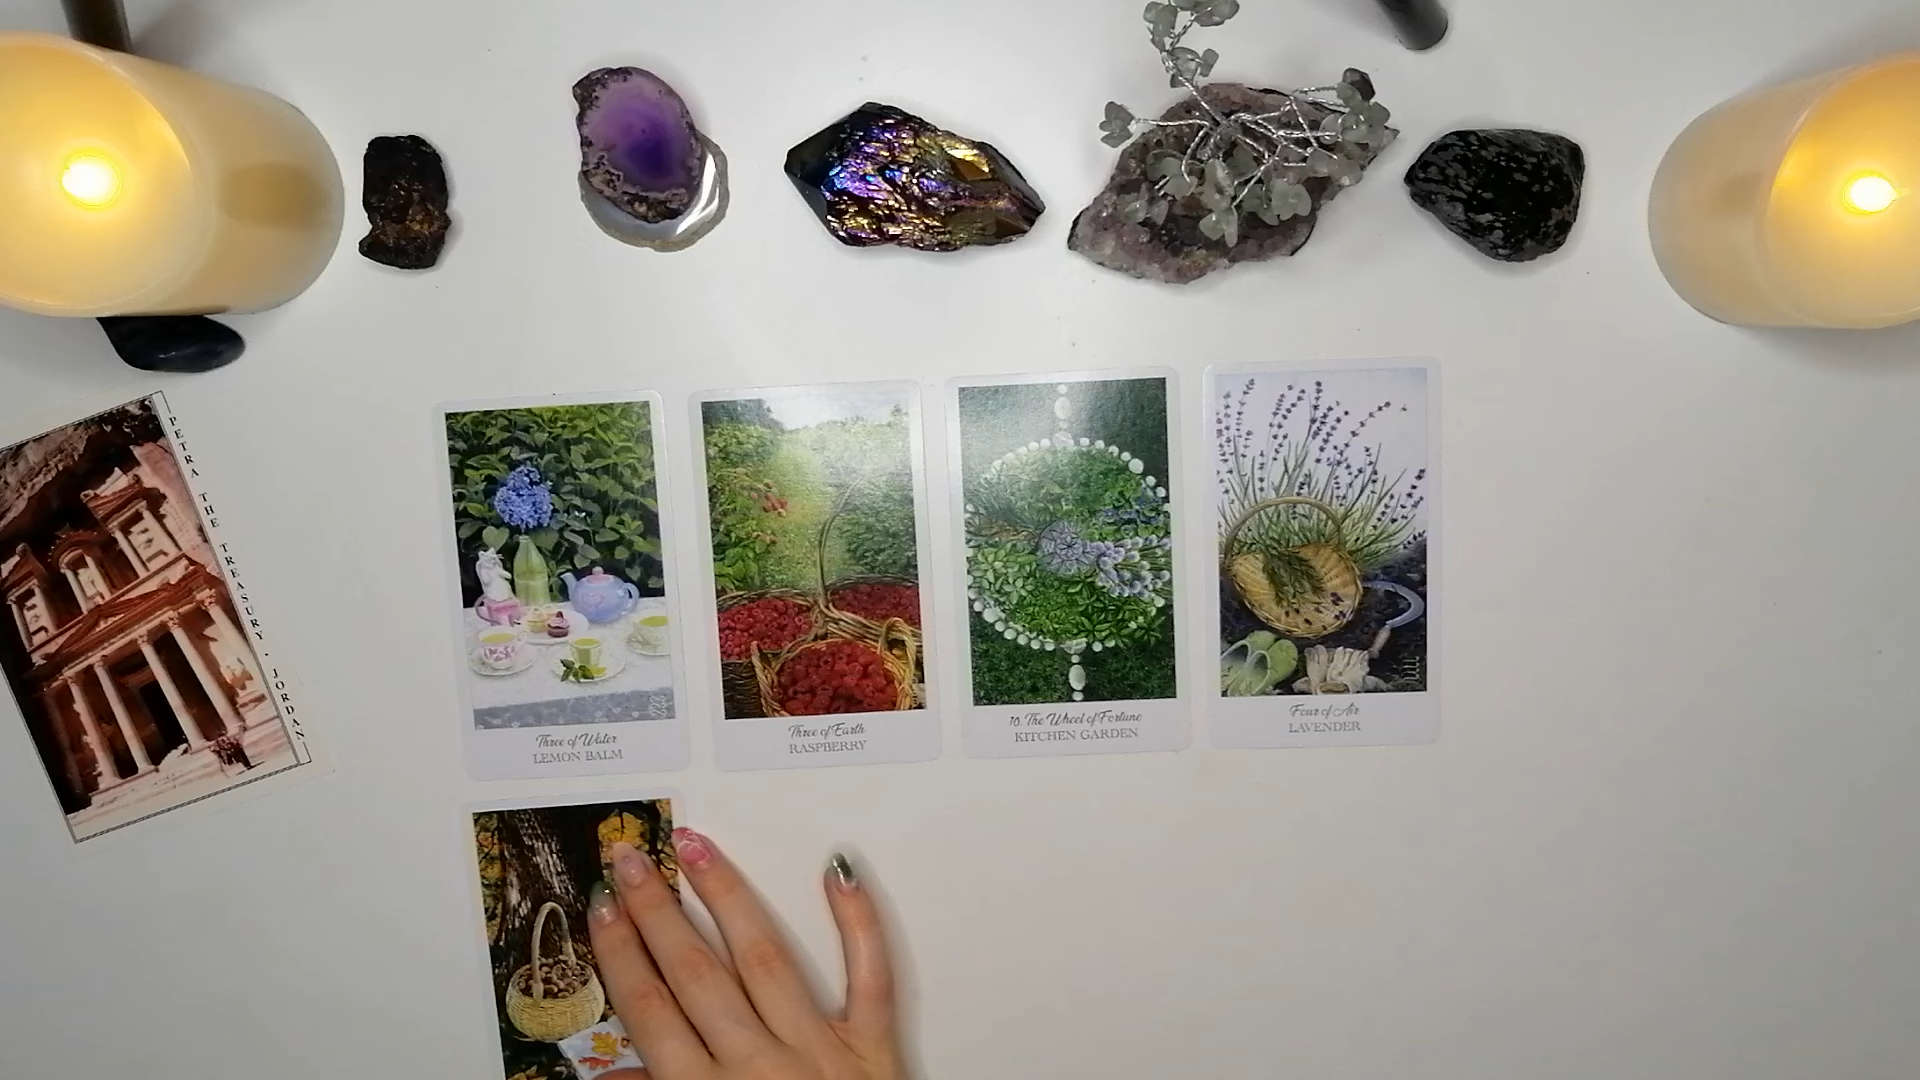 PETRA THE TREASURY · JORDAN
Three of Water
LEMON BALM
Three of Earth
RASPBERRY
10. The Wheel of Fortune
KITCHEN GARDEN
Four of Air
LAVENDER